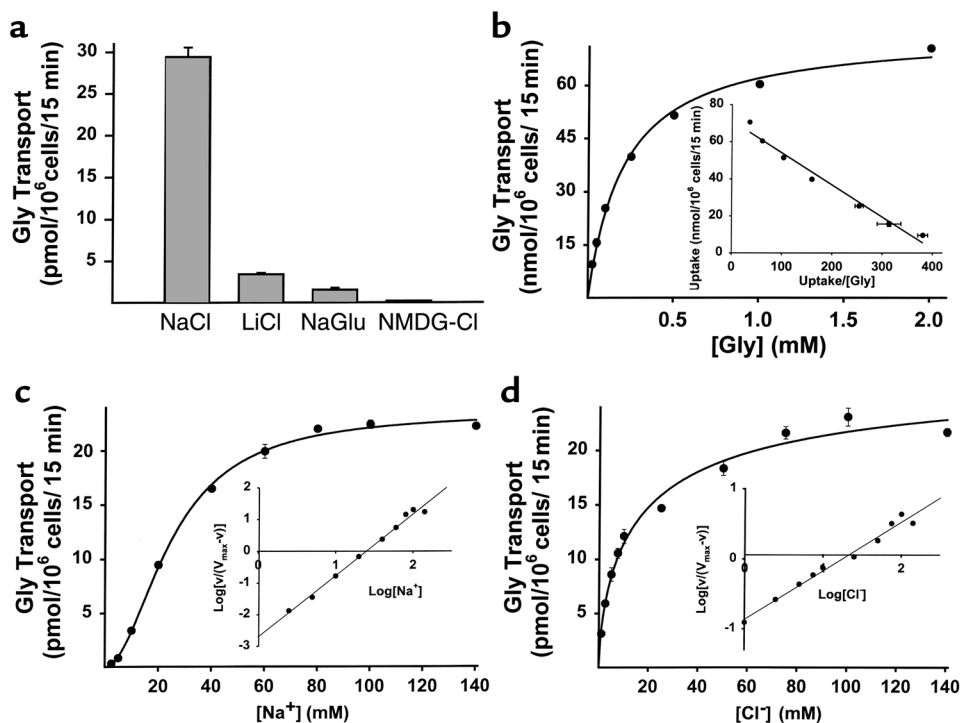 a
Gly Transport
(pmol/10⁶cells/15 min)
30
25
20
15
10
5
NaCl LiCl NaGlu NMDG-Cl
b
Gly Transport
(nmol/10⁶ cells/ 15 min)
60
45
30
15
0.5 1.0 1.5 2.0
[Gly] (mM)
Uptake (nmol/10⁶ cells/15 min)
80
60
40
20
0
0 100 200 300 400
Uptake/[Gly]
c
Gly Transport
(pmol/10⁶ cells/ 15 min)
20
15
10
5
20 40 60 80 100 120 140
[Na⁺] (mM)
Log[v/(Vmax-v)]
2
1
0
-1
-2
-3
1 2
Log[Na⁺]
d
Gly Transport
(pmol/10⁶ cells/ 15 min)
25
20
15
10
5
20 40 60 80 100 120 140
[Cl⁻] (mM)
Log[v/(Vmax-v)]
1
0
-1
0 1 2
Log[Cl⁻]